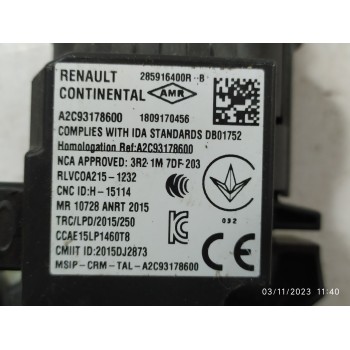 RENAULT 285916400R--B
CONTINENTAL AMR
A2C93178600 1809170456
COMPLIES WITH IDA STANDARDS DB01752
Homologation Ref:A2C93178600
NCA APPROVED: 3R2-1M 7DF-203
RLVCOA215-1232
CNC ID:H-15114
MR 10728 ANRT 2015
TRC/LPD/2015/250
CCAE15LP1460T8
CMIIT ID:2015DJ2873
MSIP-CRM-TAL-A2C93178600
032
CE
03/11/2023 11:40